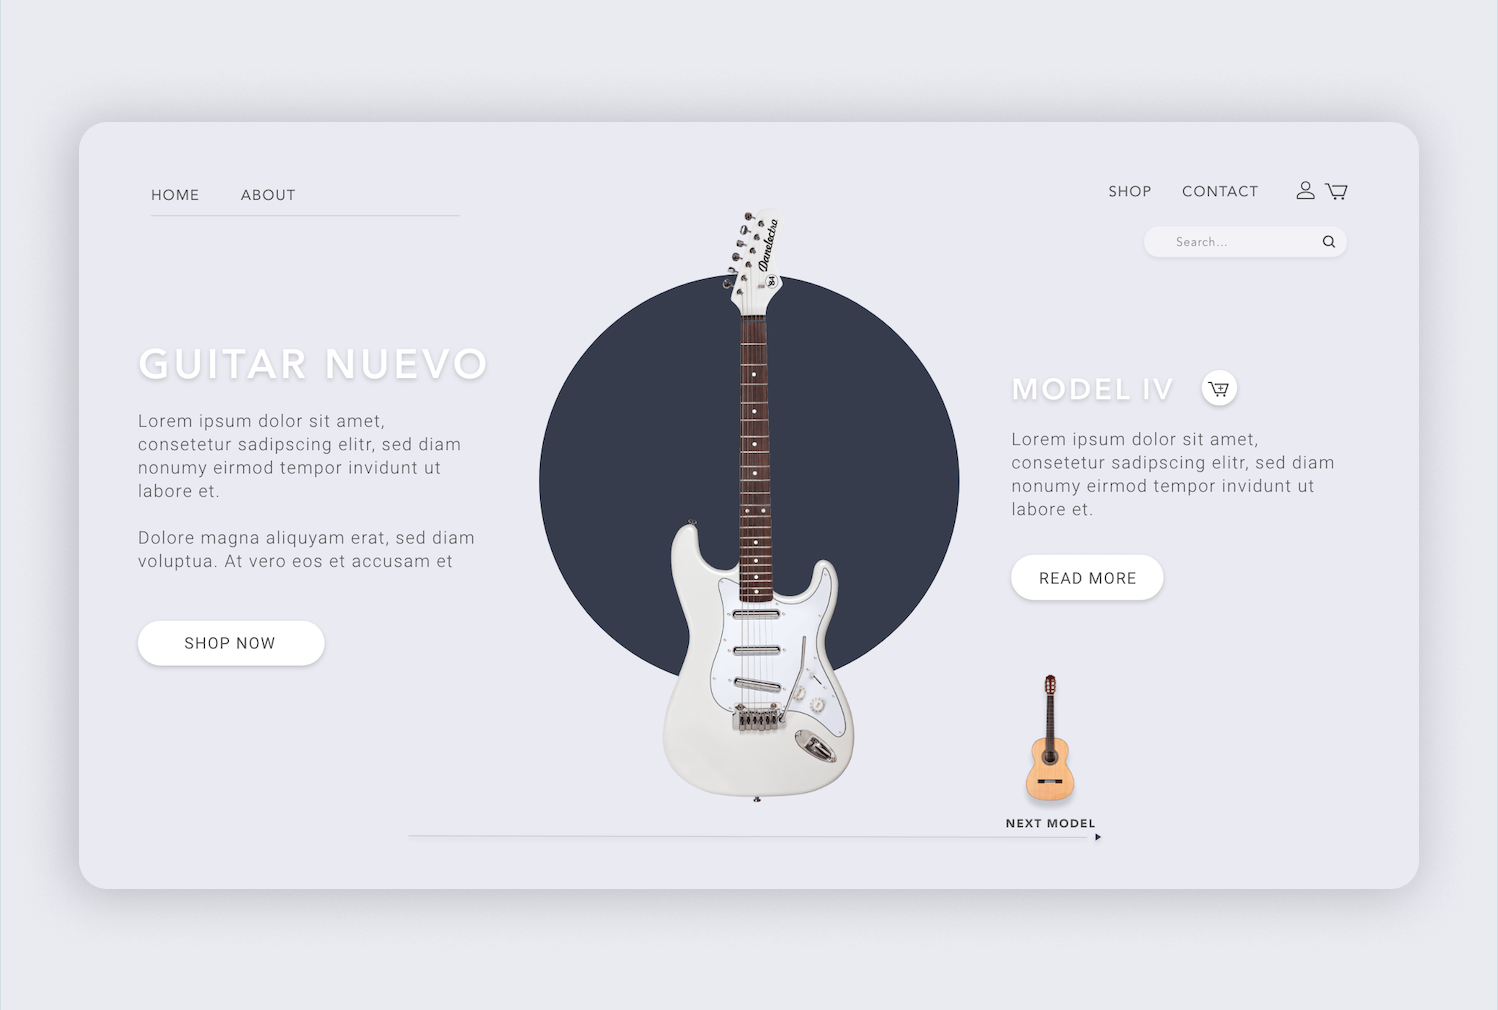 HOME ABOUT
SHOP CONTACT
Search...
Danelectro
'84
GUITAR NUEVO
Lorem ipsum dolor sit amet,
consetetur sadipscing elitr, sed diam
nonumy eirmod tempor invidunt ut
labore et.
Dolore magna aliquyam erat, sed diam
voluptua. At vero eos et accusam et
SHOP NOW
MODEL IV
Lorem ipsum dolor sit amet,
consetetur sadipscing elitr, sed diam
nonumy eirmod tempor invidunt ut
labore et.
READ MORE
NEXT MODEL